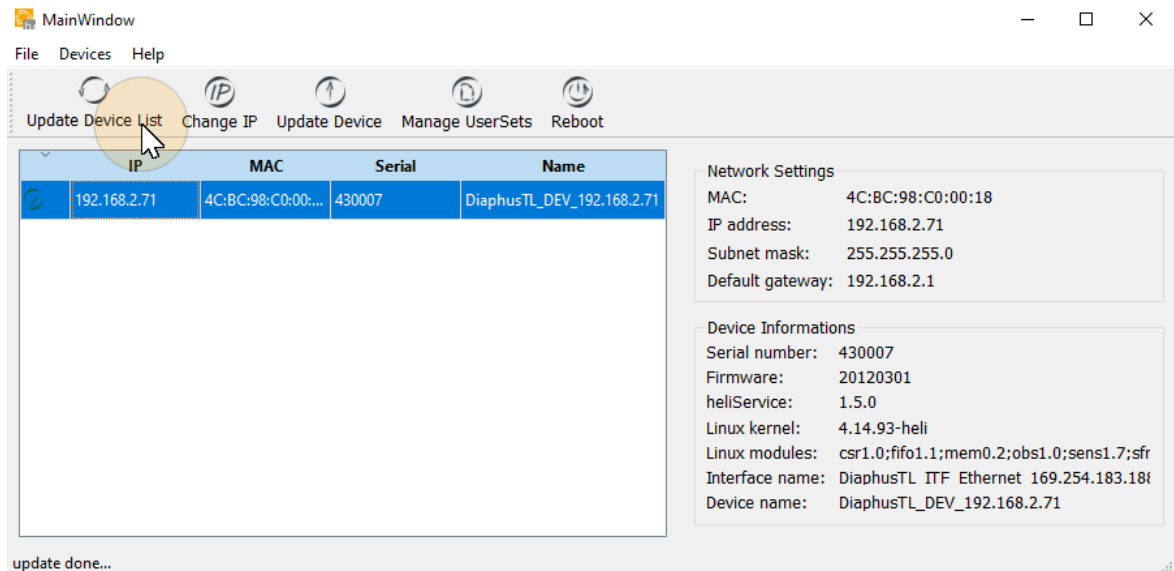 MainWindow
File Devices Help
Update Device List Change IP Update Device Manage UserSets Reboot
IP MAC Serial Name
192.168.2.71 4C:BC:98:C0:00:... 430007 DiaphusTL_DEV_192.168.2.71
Network Settings
MAC: 4C:BC:98:C0:00:18
IP address: 192.168.2.71
Subnet mask: 255.255.255.0
Default gateway: 192.168.2.1
Device Informations
Serial number: 430007
Firmware: 20120301
heliService: 1.5.0
Linux kernel: 4.14.93-heli
Linux modules: csr1.0;fifo1.1;mem0.2;obs1.0;sens1.7;sfr
Interface name: DiaphusTL_ITF_Ethernet_169.254.183.188
Device name: DiaphusTL_DEV_192.168.2.71
update done...